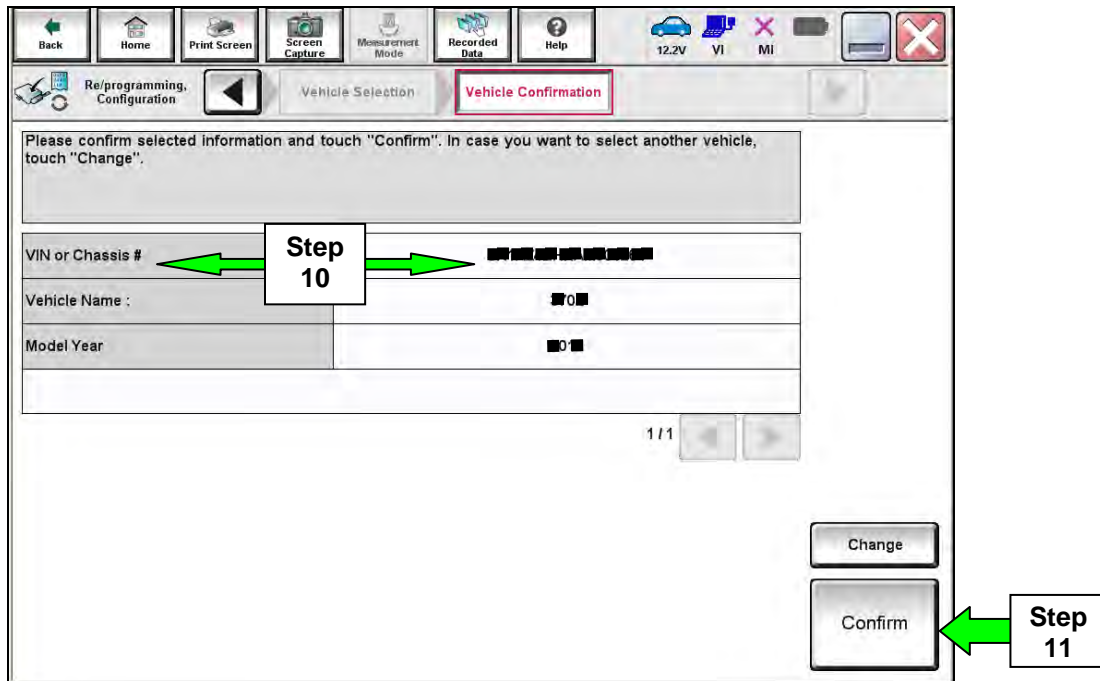 Back
Home
Print Screen
Screen
Capture
Measurement
Mode
Recorded
Data
Help
12.2V
VI
MI
Re/programming,
Configuration
Vehicle Selection
Vehicle Confirmation
Please confirm selected information and touch "Confirm". In case you want to select another vehicle,
touch "Change".
VIN or Chassis #
Step
10
Vehicle Name :
Model Year
1/1
Change
Confirm
Step
11